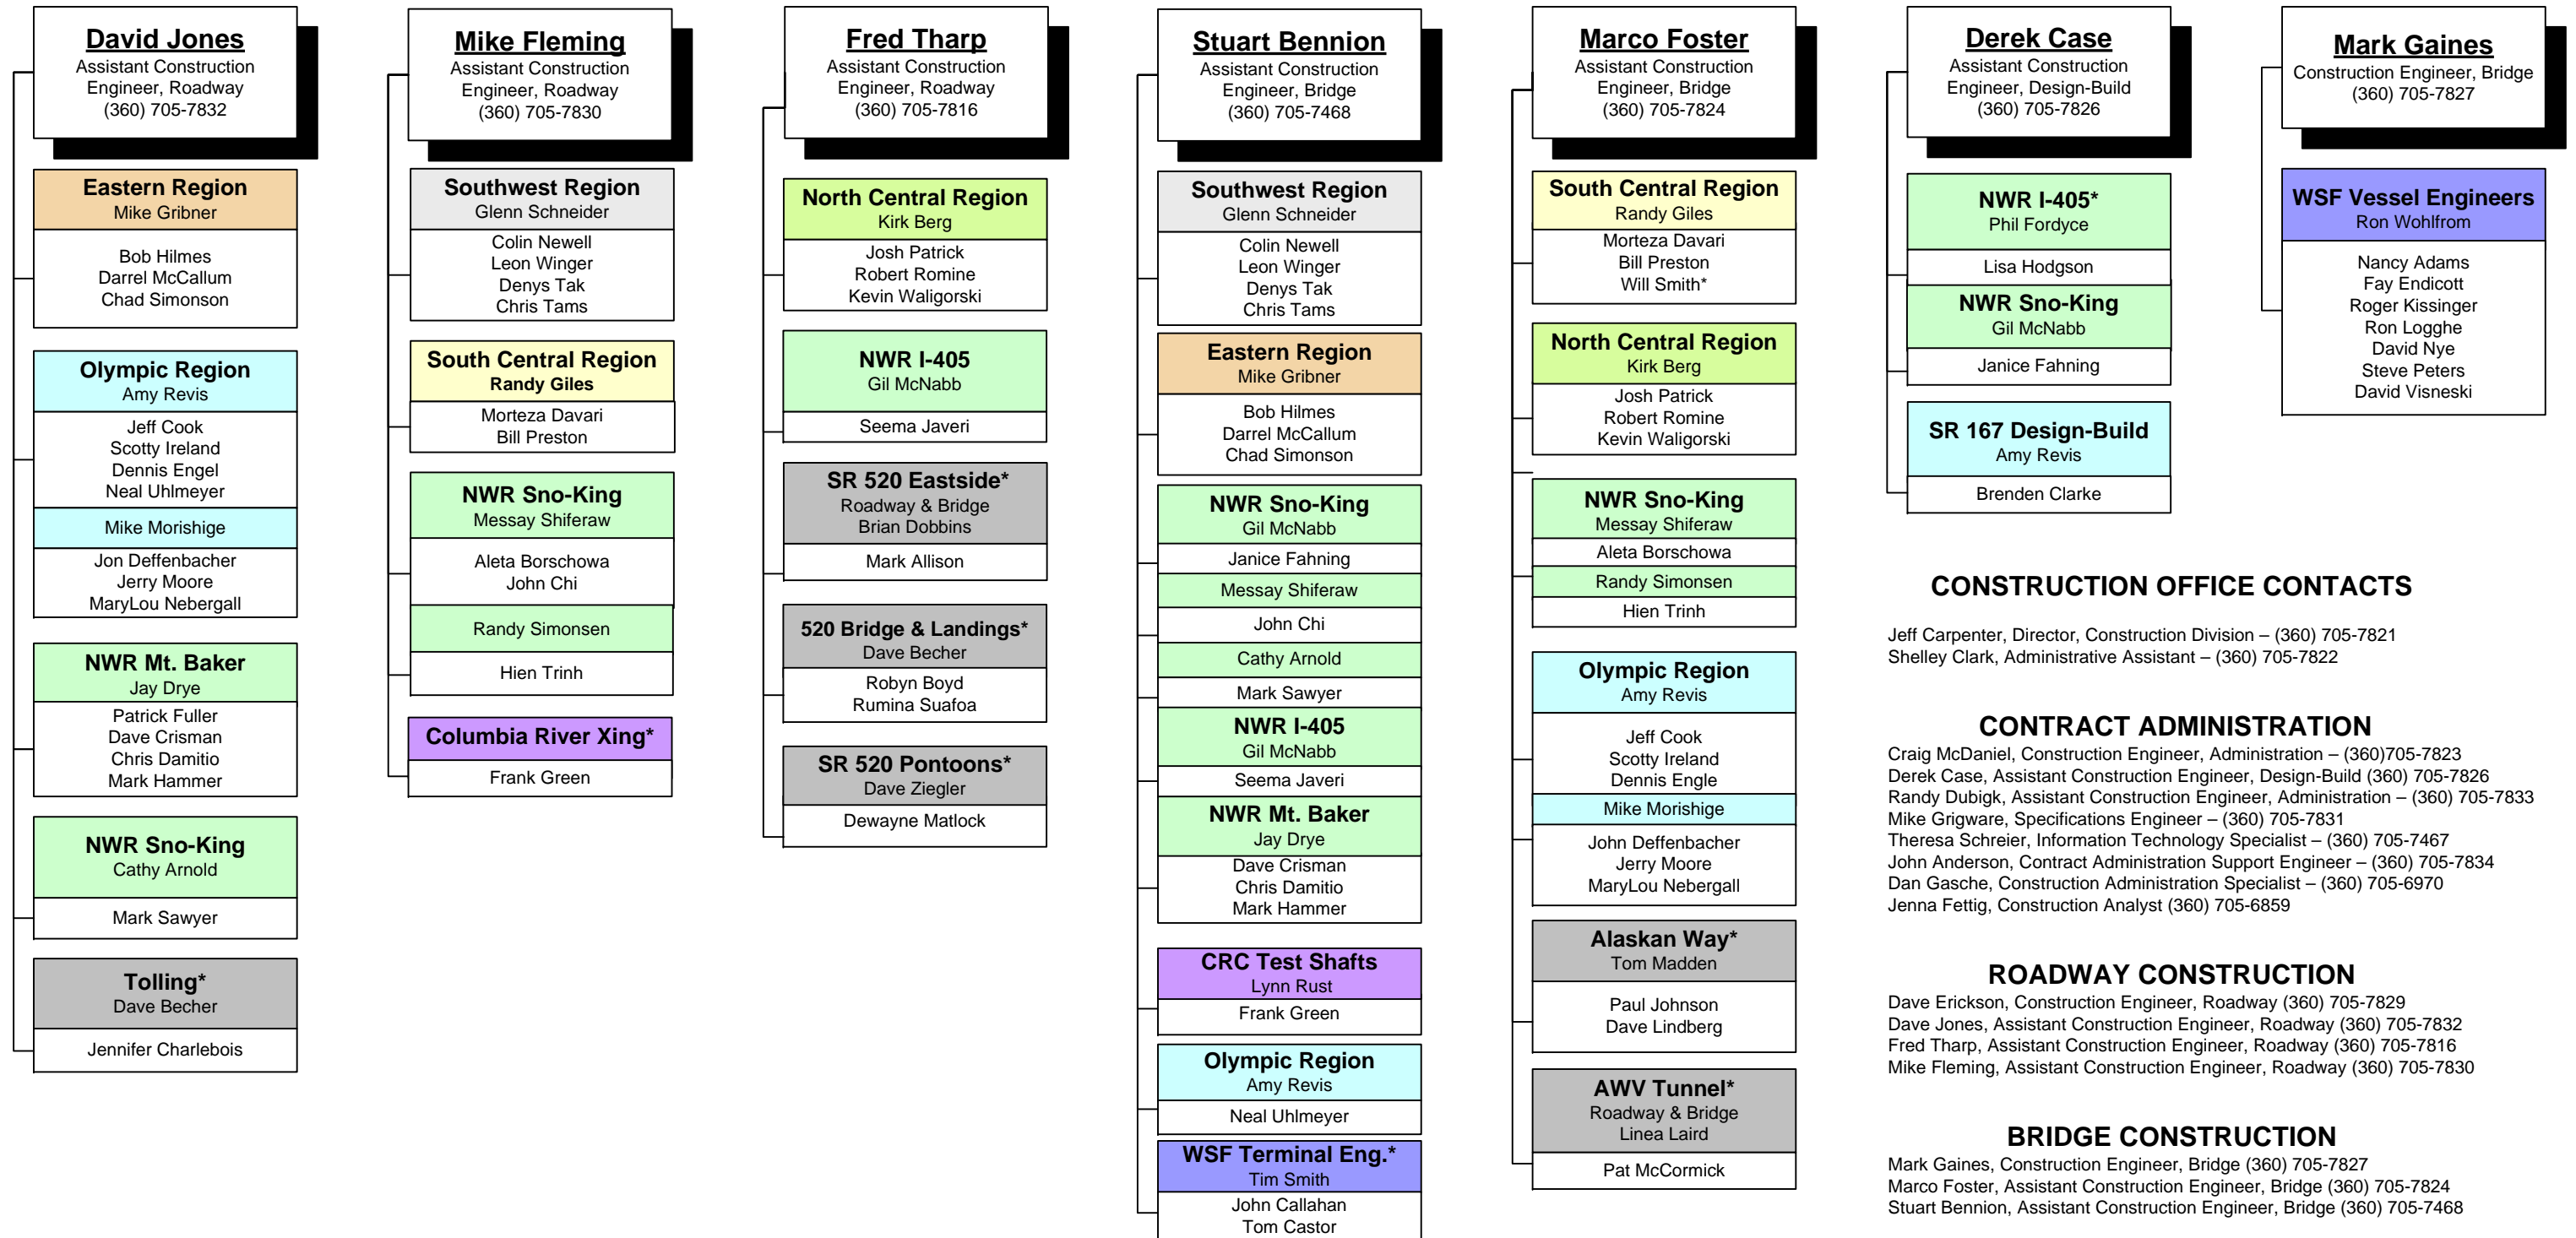 David Jones
Assistant Construction
Engineer, Roadway
(360) 705-7832
Eastern Region
Mike Gribner
Bob Hilmes
Darrel McCallum
Chad Simonson
Olympic Region
Amy Revis
Jeff Cook
Scotty Ireland
Dennis Engel
Neal Uhlmeyer
Mike Morishige
Jon Deffenbacher
Jerry Moore
MaryLou Nebergall
NWR Mt. Baker
Jay Drye
Patrick Fuller
Dave Crisman
Chris Damitio
Mark Hammer
NWR Sno-King
Cathy Arnold
Mark Sawyer
Tolling*
Dave Becher
Jennifer Charlebois
Mike Fleming
Assistant Construction
Engineer, Roadway
(360) 705-7830
Southwest Region
Glenn Schneider
Colin Newell
Leon Winger
Denys Tak
Chris Tams
South Central Region
Randy Giles
Morteza Davari
Bill Preston
NWR Sno-King
Messay Shiferaw
Aleta Borschowa
John Chi
Randy Simonsen
Hien Trinh
Columbia River Xing*
Frank Green
Fred Tharp
Assistant Construction
Engineer, Roadway
(360) 705-7816
North Central Region
Kirk Berg
Josh Patrick
Robert Romine
Kevin Waligorski
NWR I-405
Gil McNabb
Seema Javeri
SR 520 Eastside*
Roadway & Bridge
Brian Dobbins
Mark Allison
520 Bridge & Landings*
Dave Becher
Robyn Boyd
Rumina Suafoa
SR 520 Pontoons*
Dave Ziegler
Dewayne Matlock
Stuart Bennion
Assistant Construction
Engineer, Bridge
(360) 705-7468
Southwest Region
Glenn Schneider
Colin Newell
Leon Winger
Denys Tak
Chris Tams
Eastern Region
Mike Gribner
Bob Hilmes
Darrel McCallum
Chad Simonson
NWR Sno-King
Gil McNabb
Janice Fahning
Messay Shiferaw
John Chi
Cathy Arnold
Mark Sawyer
NWR I-405
Gil McNabb
Seema Javeri
NWR Mt. Baker
Jay Drye
Dave Crisman
Chris Damitio
Mark Hammer
CRC Test Shafts
Lynn Rust
Frank Green
Olympic Region
Amy Revis
Neal Uhlmeyer
WSF Terminal Eng.*
Tim Smith
John Callahan
Tom Castor
Marco Foster
Assistant Construction
Engineer, Bridge
(360) 705-7824
South Central Region
Randy Giles
Morteza Davari
Bill Preston
Will Smith*
North Central Region
Kirk Berg
Josh Patrick
Robert Romine
Kevin Waligorski
NWR Sno-King
Messay Shiferaw
Aleta Borschowa
Randy Simonsen
Hien Trinh
Olympic Region
Amy Revis
Jeff Cook
Scotty Ireland
Dennis Engle
Mike Morishige
John Deffenbacher
Jerry Moore
MaryLou Nebergall
Alaskan Way*
Tom Madden
Paul Johnson
Dave Lindberg
AWV Tunnel*
Roadway & Bridge
Linea Laird
Pat McCormick
Derek Case
Assistant Construction
Engineer, Design-Build
(360) 705-7826
NWR I-405*
Phil Fordyce
Lisa Hodgson
NWR Sno-King
Gil McNabb
Janice Fahning
SR 167 Design-Build
Amy Revis
Brenden Clarke
Mark Gaines
Construction Engineer, Bridge
(360) 705-7827
WSF Vessel Engineers
Ron Wohlfrom
Nancy Adams
Fay Endicott
Roger Kissinger
Ron Logghe
David Nye
Steve Peters
David Visneski
CONSTRUCTION OFFICE CONTACTS
Jeff Carpenter, Director, Construction Division – (360) 705-7821
Shelley Clark, Administrative Assistant – (360) 705-7822
CONTRACT ADMINISTRATION
Craig McDaniel, Construction Engineer, Administration – (360)705-7823
Derek Case, Assistant Construction Engineer, Design-Build (360) 705-7826
Randy Dubigk, Assistant Construction Engineer, Administration – (360) 705-7833
Mike Grigware, Specifications Engineer – (360) 705-7831
Theresa Schreier, Information Technology Specialist – (360) 705-7467
John Anderson, Contract Administration Support Engineer – (360) 705-7834
Dan Gasche, Construction Administration Specialist – (360) 705-6970
Jenna Fettig, Construction Analyst (360) 705-6859
ROADWAY CONSTRUCTION
Dave Erickson, Construction Engineer, Roadway (360) 705-7829
Dave Jones, Assistant Construction Engineer, Roadway (360) 705-7832
Fred Tharp, Assistant Construction Engineer, Roadway (360) 705-7816
Mike Fleming, Assistant Construction Engineer, Roadway (360) 705-7830
BRIDGE CONSTRUCTION
Mark Gaines, Construction Engineer, Bridge (360) 705-7827
Marco Foster, Assistant Construction Engineer, Bridge (360) 705-7824
Stuart Bennion, Assistant Construction Engineer, Bridge (360) 705-7468